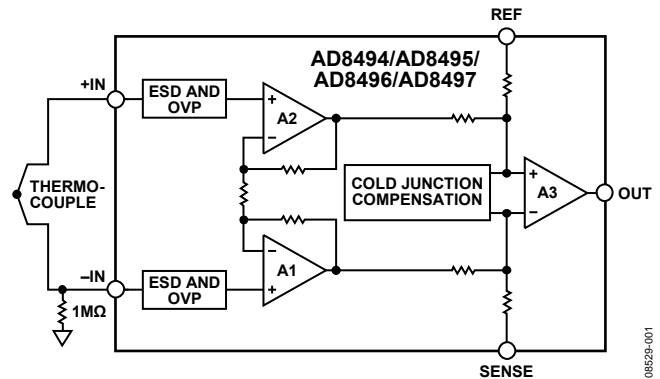 REF
AD8494/AD8495/
AD8496/AD8497
+IN
ESD AND
OVP
+
A2
–
THERMO-
COUPLE
COLD JUNCTION
COMPENSATION
+
A3
–
OUT
–
A1
+
–IN
ESD AND
OVP
1MΩ
SENSE
08529-001